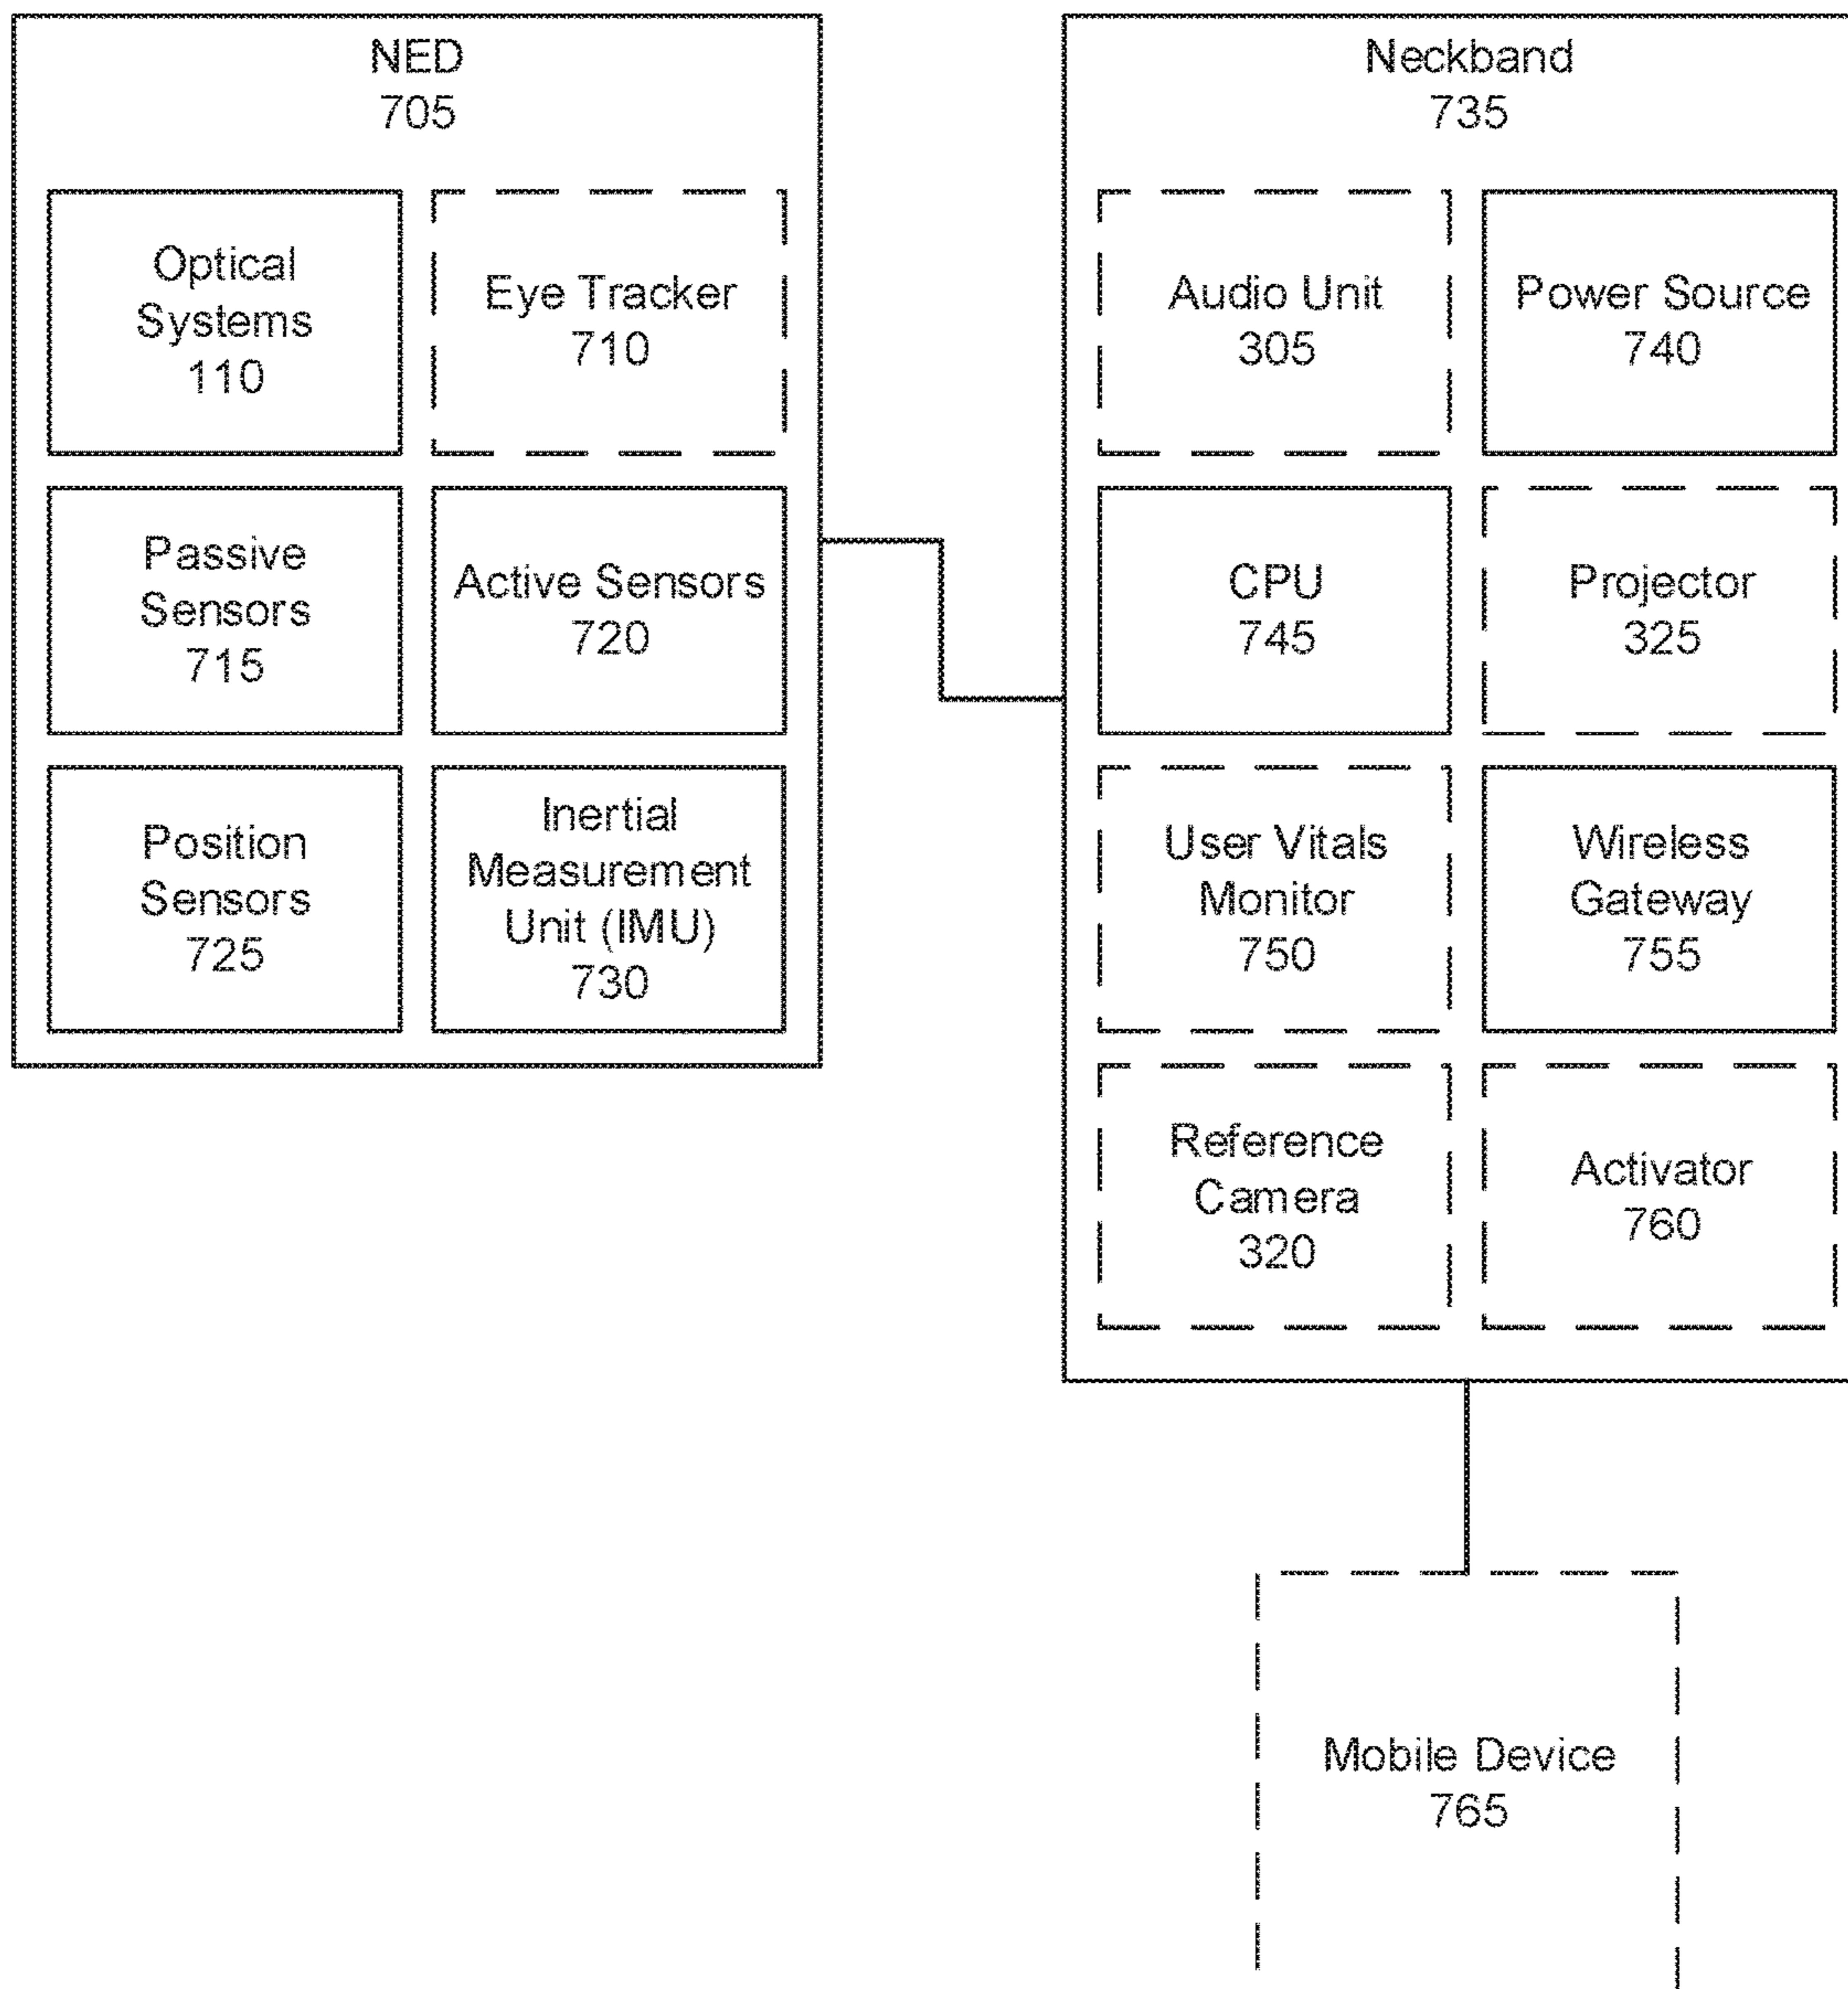 NED
705
Optical
Systems
110
Eye Tracker
710
Passive
Sensors
715
Active Sensors
720
Position
Sensors
725
Inertial
Measurement
Unit (IMU)
730
Neckband
735
Audio Unit
305
Power Source
740
CPU
745
Projector
325
User Vitals
Monitor
750
Wireless
Gateway
755
Reference
Camera
320
Activator
760
Mobile Device
765